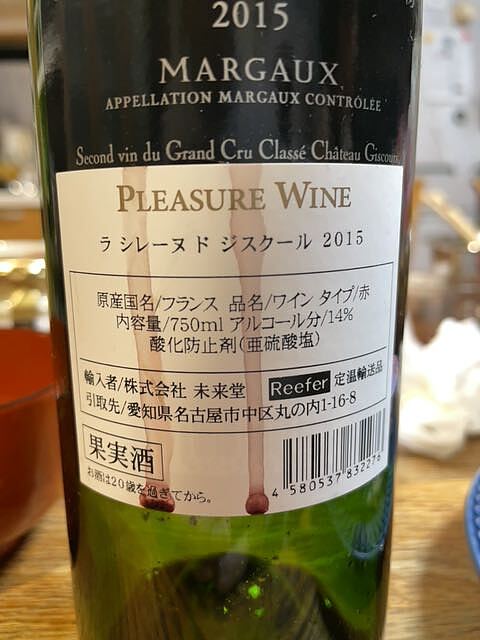 2015
MARGAUX
APPELLATION MARGAUX CONTRÔLÉE
Second vin du Grand Cru Classé Château Giscours
PLEASURE WINE
ラ シレーヌ ド ジスクール 2015
原産国名/フランス 品名/ワイン タイプ/赤
内容量/750ml アルコール分/14%
酸化防止剤(亜硫酸塩)
輸入者/株式会社 未来堂 Reefer 定温輸送品
引取先/愛知県名古屋市中区丸の内1-16-8
果実酒
お酒は20歳を過ぎてから。
4 580537 832276